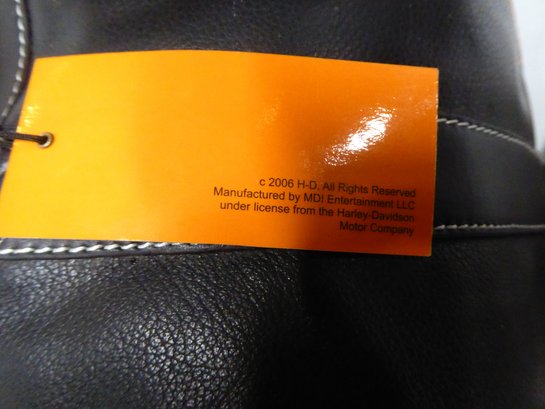 c 2006 H-D. All Rights Reserved
Manufactured by MDI Entertainment LLC
under license from the Harley-Davidson
Motor Company